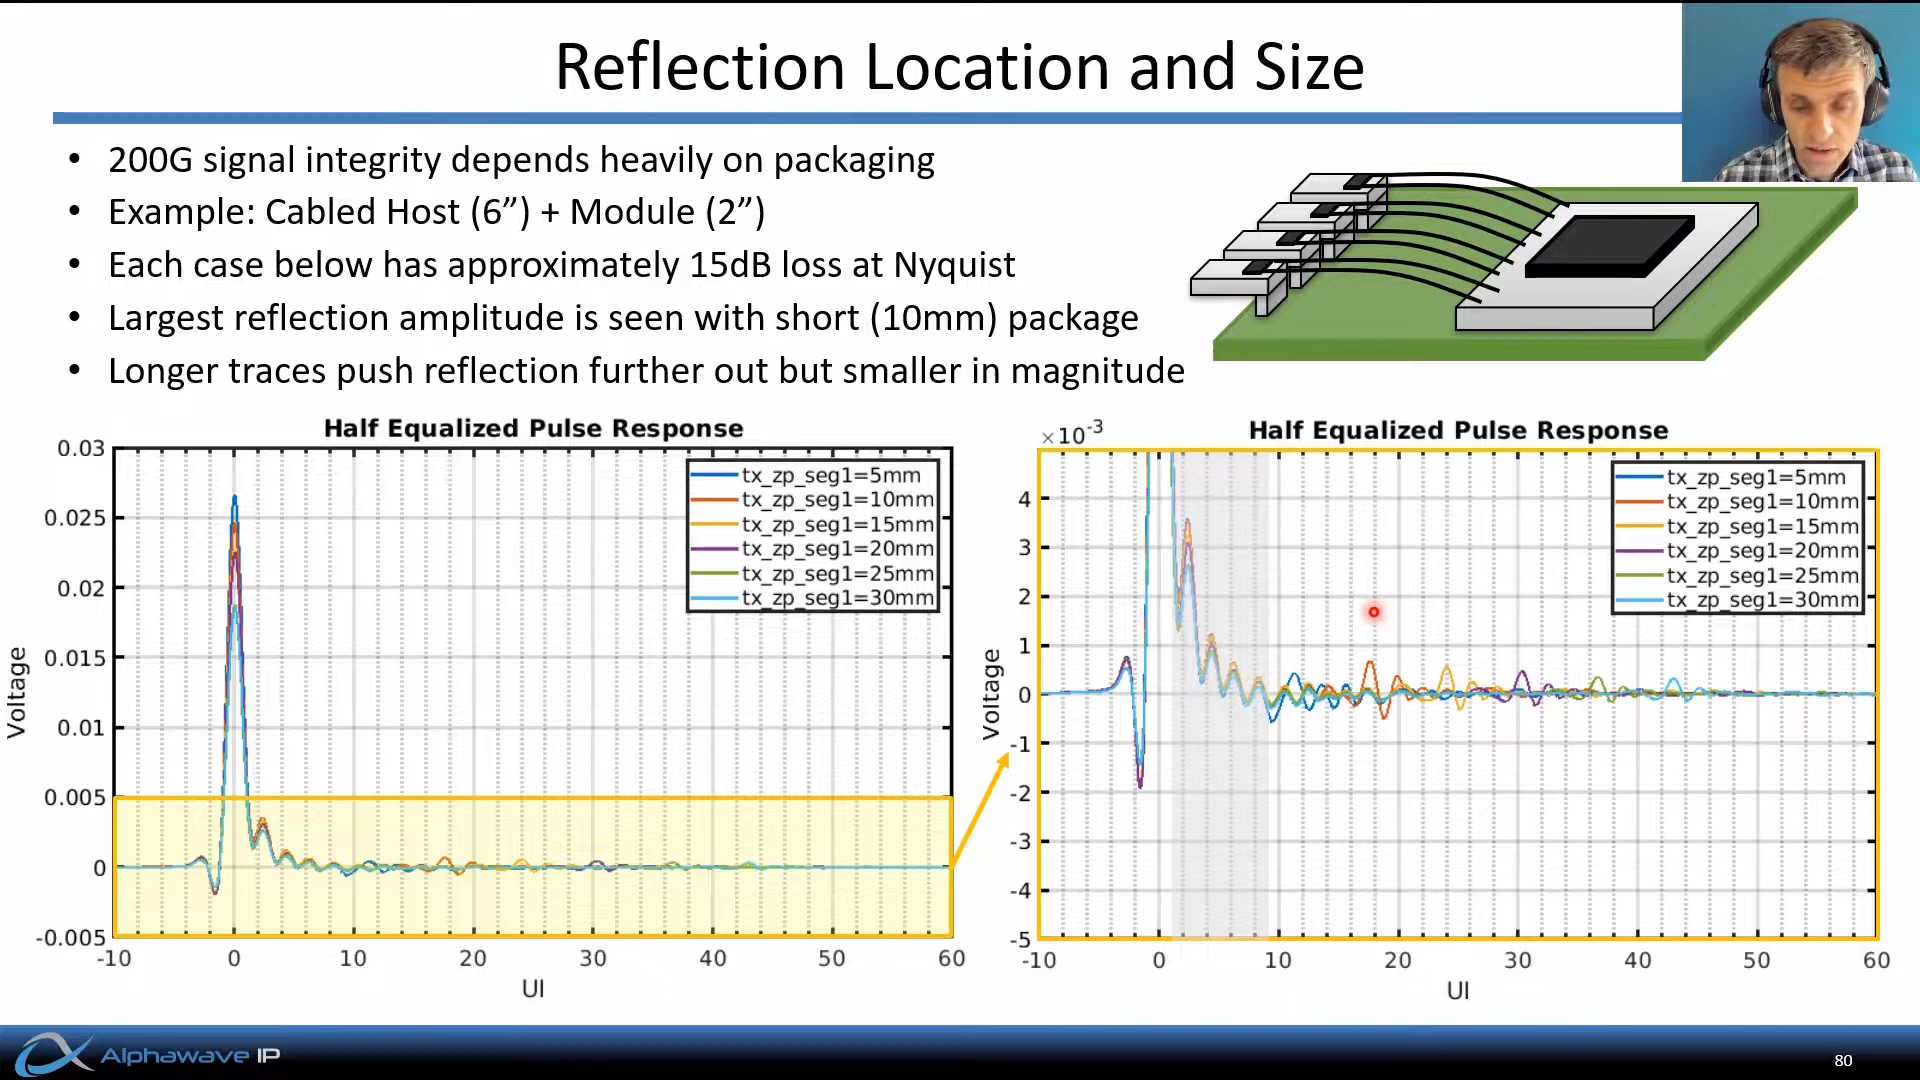 Reflection Location and Size
• 200G signal integrity depends heavily on packaging
• Example: Cabled Host (6”) + Module (2”)
• Each case below has approximately 15dB loss at Nyquist
• Largest reflection amplitude is seen with short (10mm) package
• Longer traces push reflection further out but smaller in magnitude
Half Equalized Pulse Response
0.03
0.025
0.02
0.015
0.01
0.005
0
-0.005
Voltage
-10 0 10 20 30 40 50 60
UI
tx_zp_seg1=5mm
tx_zp_seg1=10mm
tx_zp_seg1=15mm
tx_zp_seg1=20mm
tx_zp_seg1=25mm
tx_zp_seg1=30mm
Half Equalized Pulse Response
×10-3
4
3
2
1
0
-1
-2
-3
-4
-5
Voltage
-10 0 10 20 30 40 50 60
UI
tx_zp_seg1=5mm
tx_zp_seg1=10mm
tx_zp_seg1=15mm
tx_zp_seg1=20mm
tx_zp_seg1=25mm
tx_zp_seg1=30mm
Alphawave IP
80